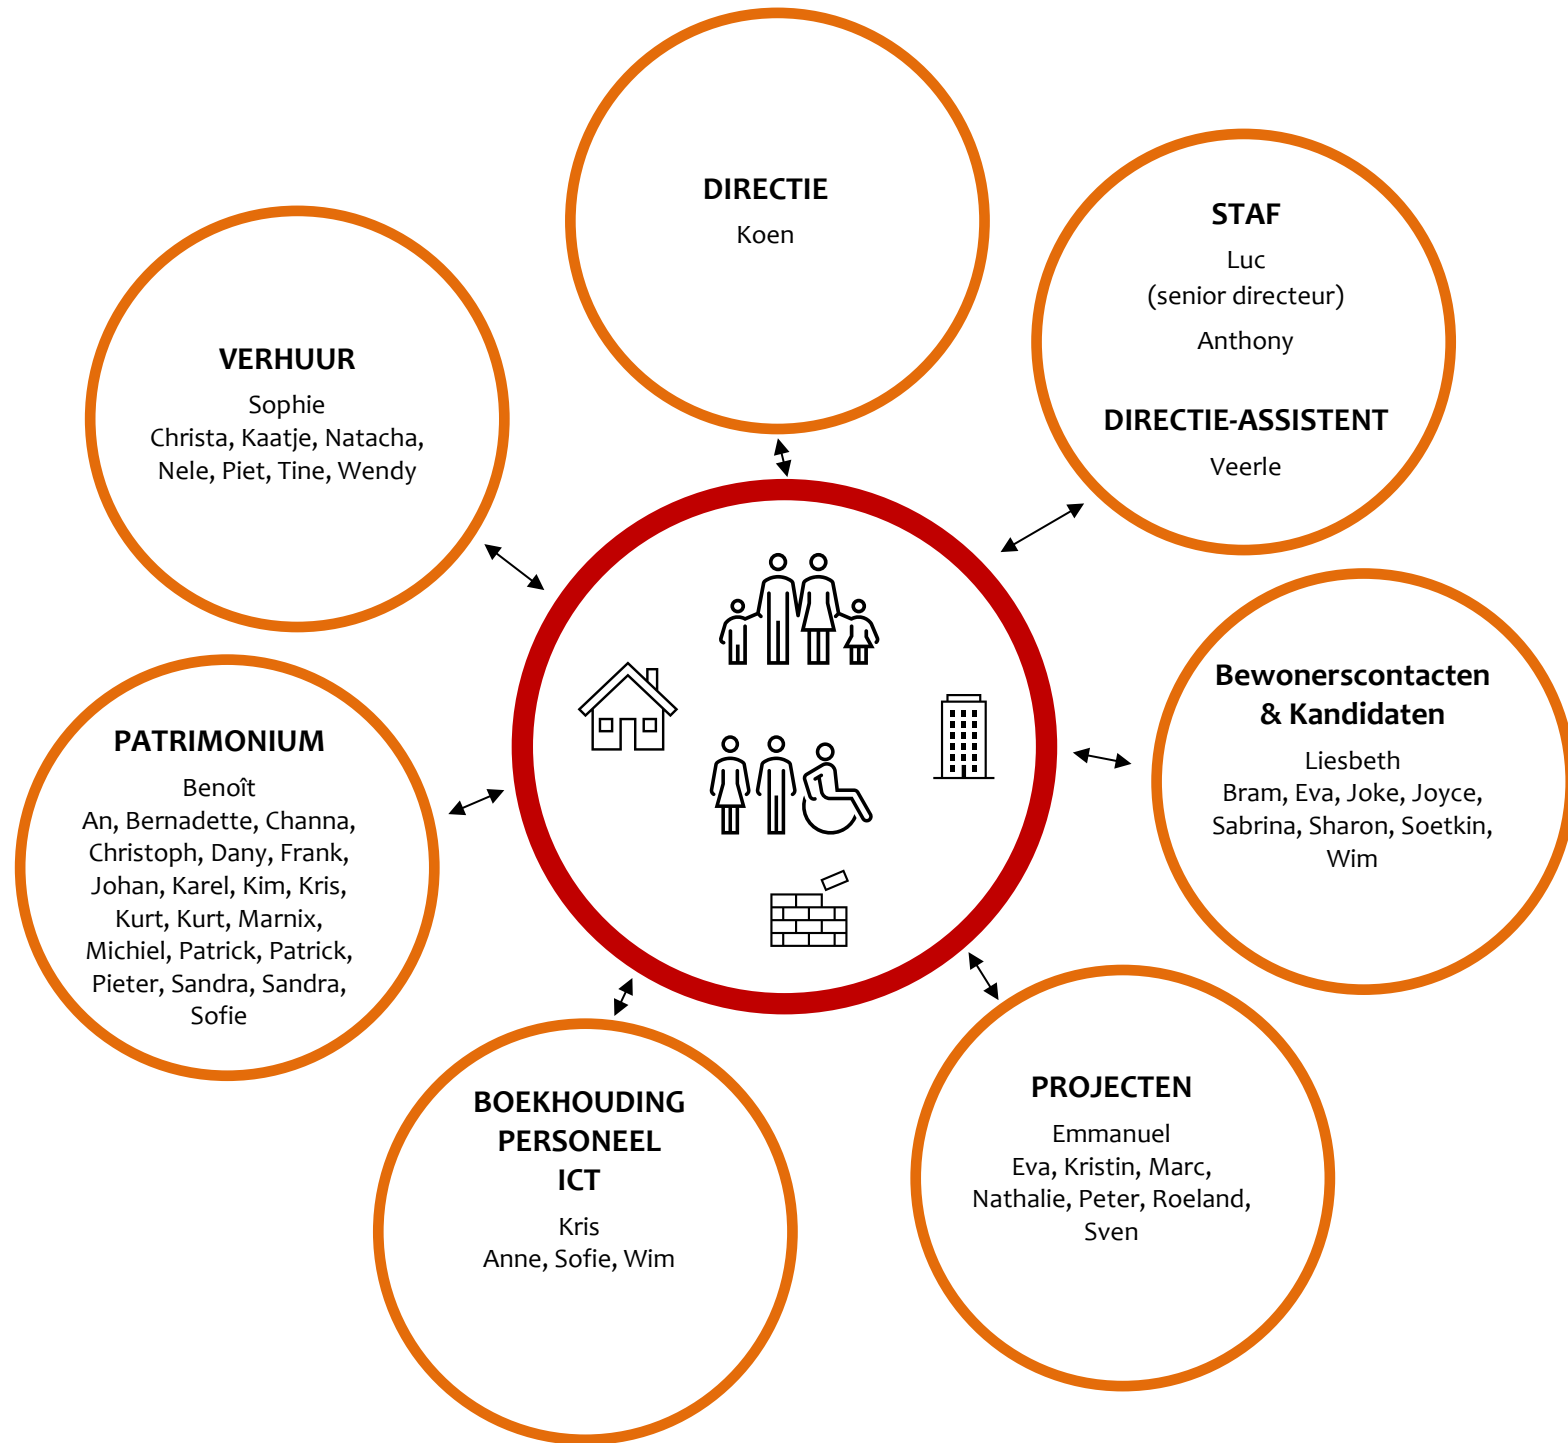 DIRECTIE
Koen
STAF
Luc
(senior directeur)
Anthony
DIRECTIE-ASSISTENT
Veerle
VERHUUR
Sophie
Christa, Kaatje, Natacha,
Nele, Piet, Tine, Wendy
Bewonerscontacten
& Kandidaten
Liesbeth
Bram, Eva, Joke, Joyce,
Sabrina, Sharon, Soetkin,
Wim
PATRIMONIUM
Benoît
An, Bernadette, Channa,
Christoph, Dany, Frank,
Johan, Karel, Kim, Kris,
Kurt, Kurt, Marnix,
Michiel, Patrick, Patrick,
Pieter, Sandra, Sandra,
Sofie
PROJECTEN
Emmanuel
Eva, Kristin, Marc,
Nathalie, Peter, Roeland,
Sven
BOEKHOUDING
PERSONEEL
ICT
Kris
Anne, Sofie, Wim